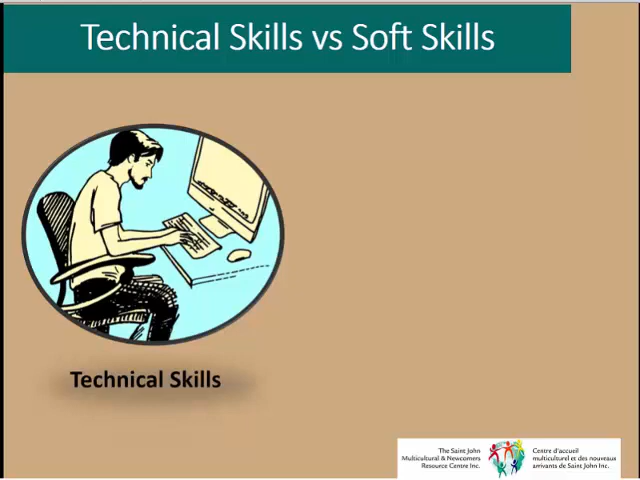 Technical Skills vs Soft Skills
Technical Skills
The Saint John
Multicultural & Newcomers
Resource Centre Inc.
Centre d'accueil
multiculturel et des nouveaux
arrivants de Saint John Inc.